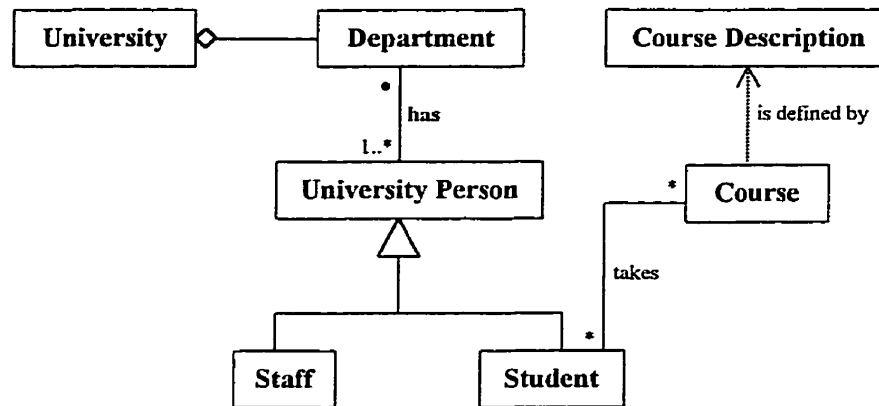 University
Department
Course Description
*
has
is defined by
1..*
University Person
*
Course
takes
*
Staff
Student